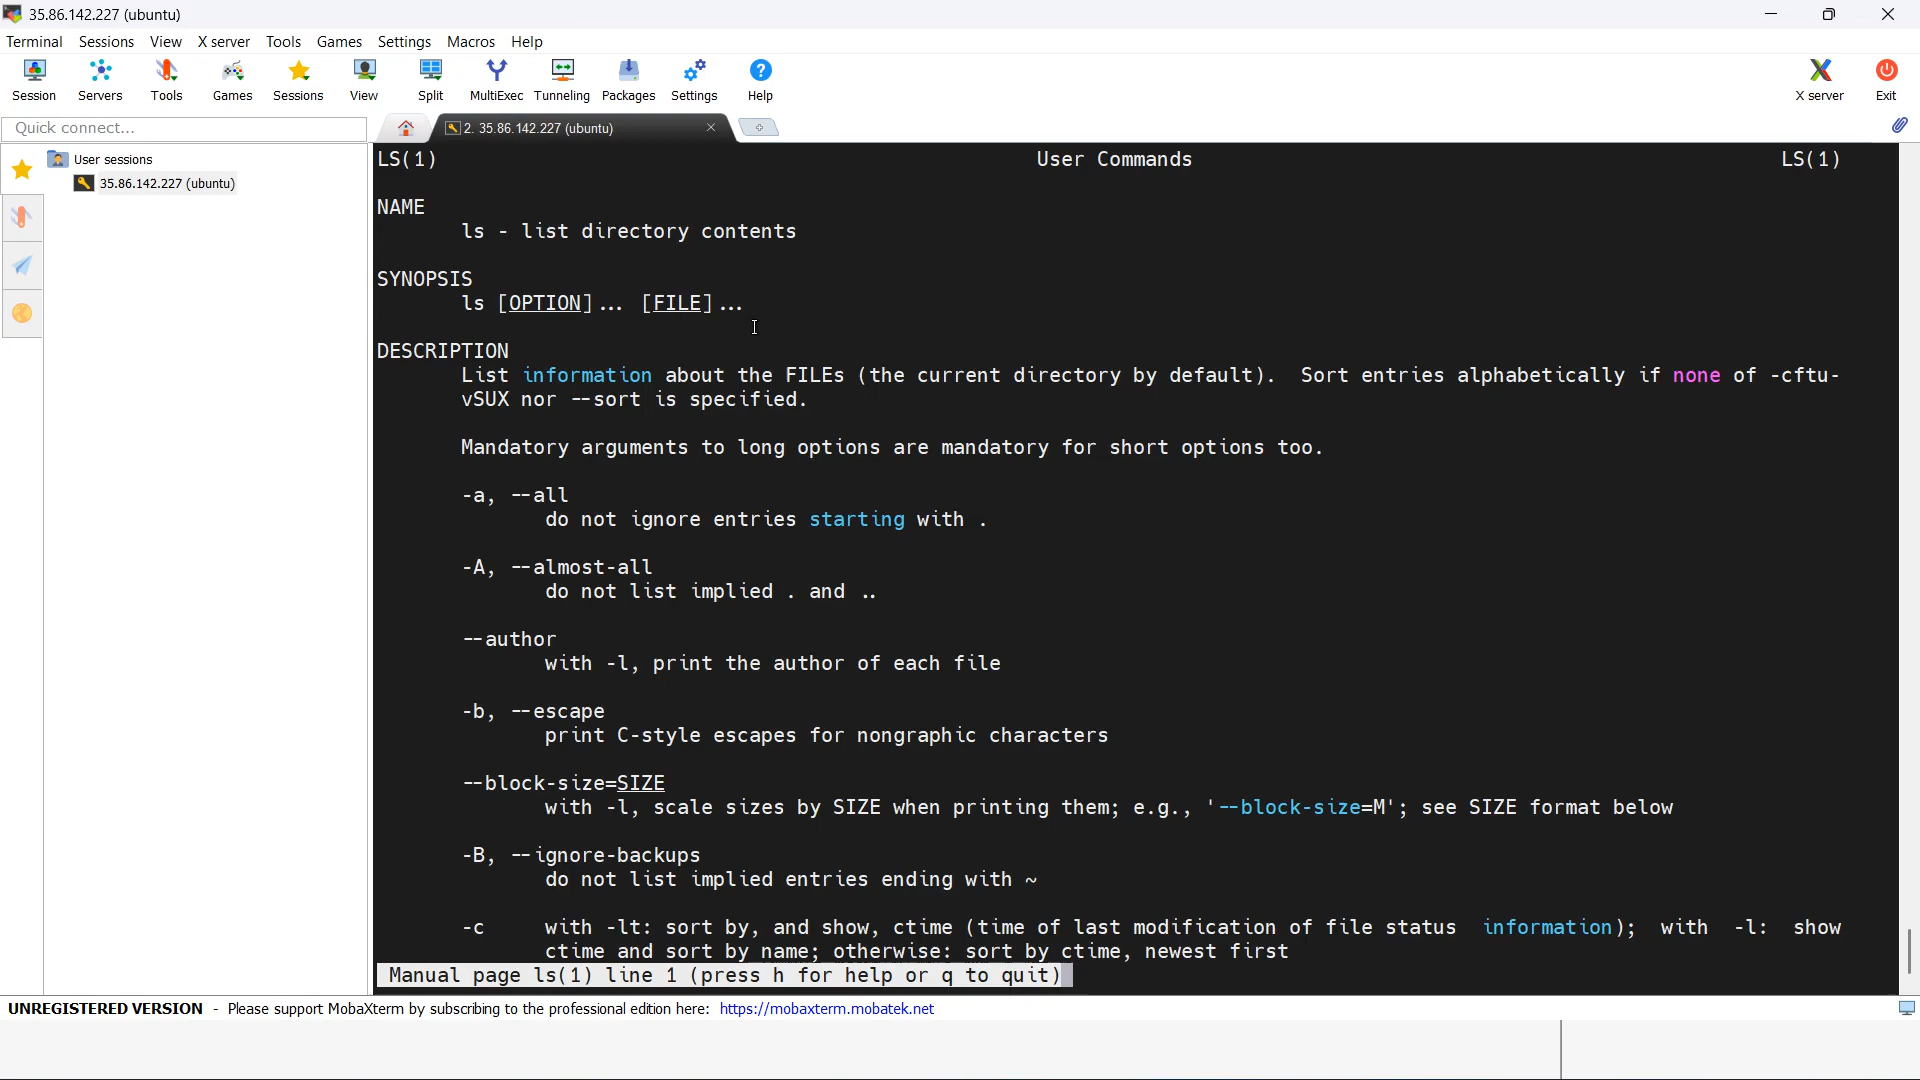 35.86.142.227 (ubuntu)
Terminal Sessions View X server Tools Games Settings Macros Help
Session Servers Tools Games Sessions View Split MultiExec Tunneling Packages Settings Help X server Exit
Quick connect...
2. 35.86.142.227 (ubuntu)
User sessions
35.86.142.227 (ubuntu)
LS(1) User Commands LS(1)
NAME
ls - list directory contents
SYNOPSIS
ls [OPTION]... [FILE]...
DESCRIPTION
List information about the FILEs (the current directory by default). Sort entries alphabetically if none of -cftu-
vSUX nor --sort is specified.
Mandatory arguments to long options are mandatory for short options too.
-a, --all
do not ignore entries starting with .
-A, --almost-all
do not list implied . and ..
--author
with -l, print the author of each file
-b, --escape
print C-style escapes for nongraphic characters
--block-size=SIZE
with -l, scale sizes by SIZE when printing them; e.g., '--block-size=M'; see SIZE format below
-B, --ignore-backups
do not list implied entries ending with ~
-c with -lt: sort by, and show, ctime (time of last modification of file status information); with -l: show
ctime and sort by name; otherwise: sort by ctime, newest first
Manual page ls(1) line 1 (press h for help or q to quit)
UNREGISTERED VERSION - Please support MobaXterm by subscribing to the professional edition here: https://mobaxterm.mobatek.net